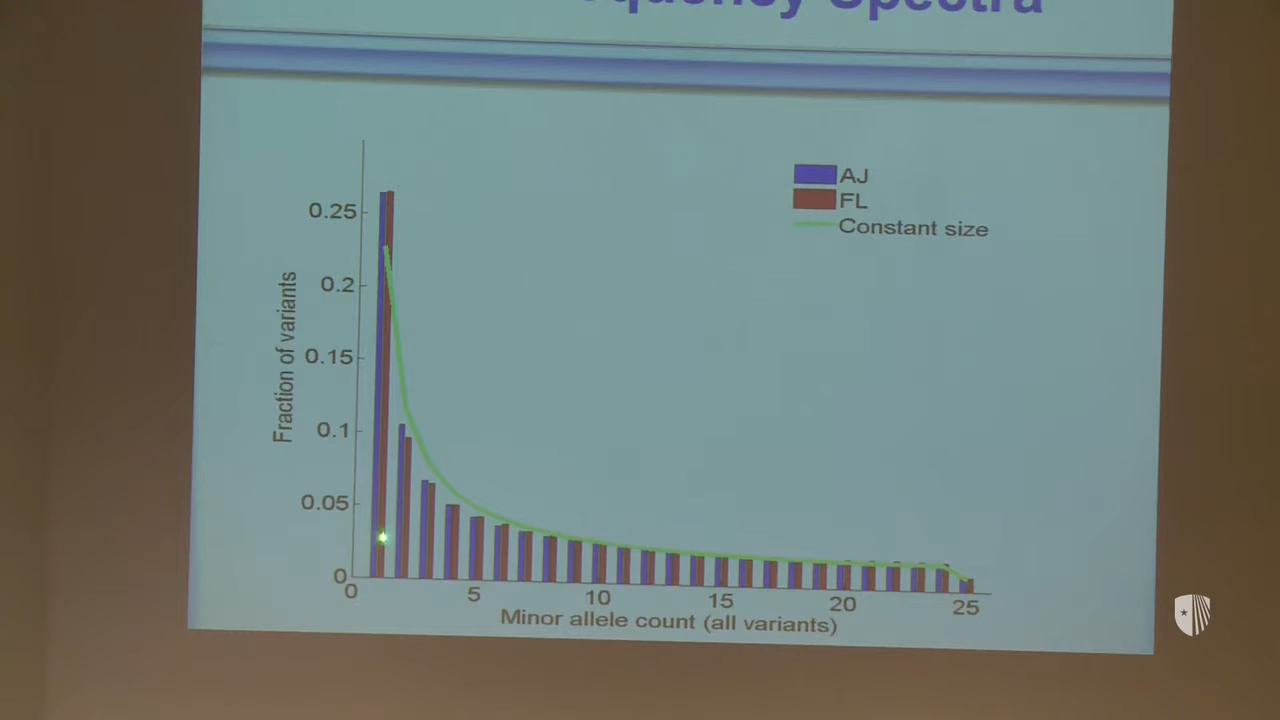 Spectra
AJ
FL
Constant size
0.25
0.2
0.15
0.1
0.05
0
Fraction of variants
0 5 10 15 20 25
Minor allele count (all variants)